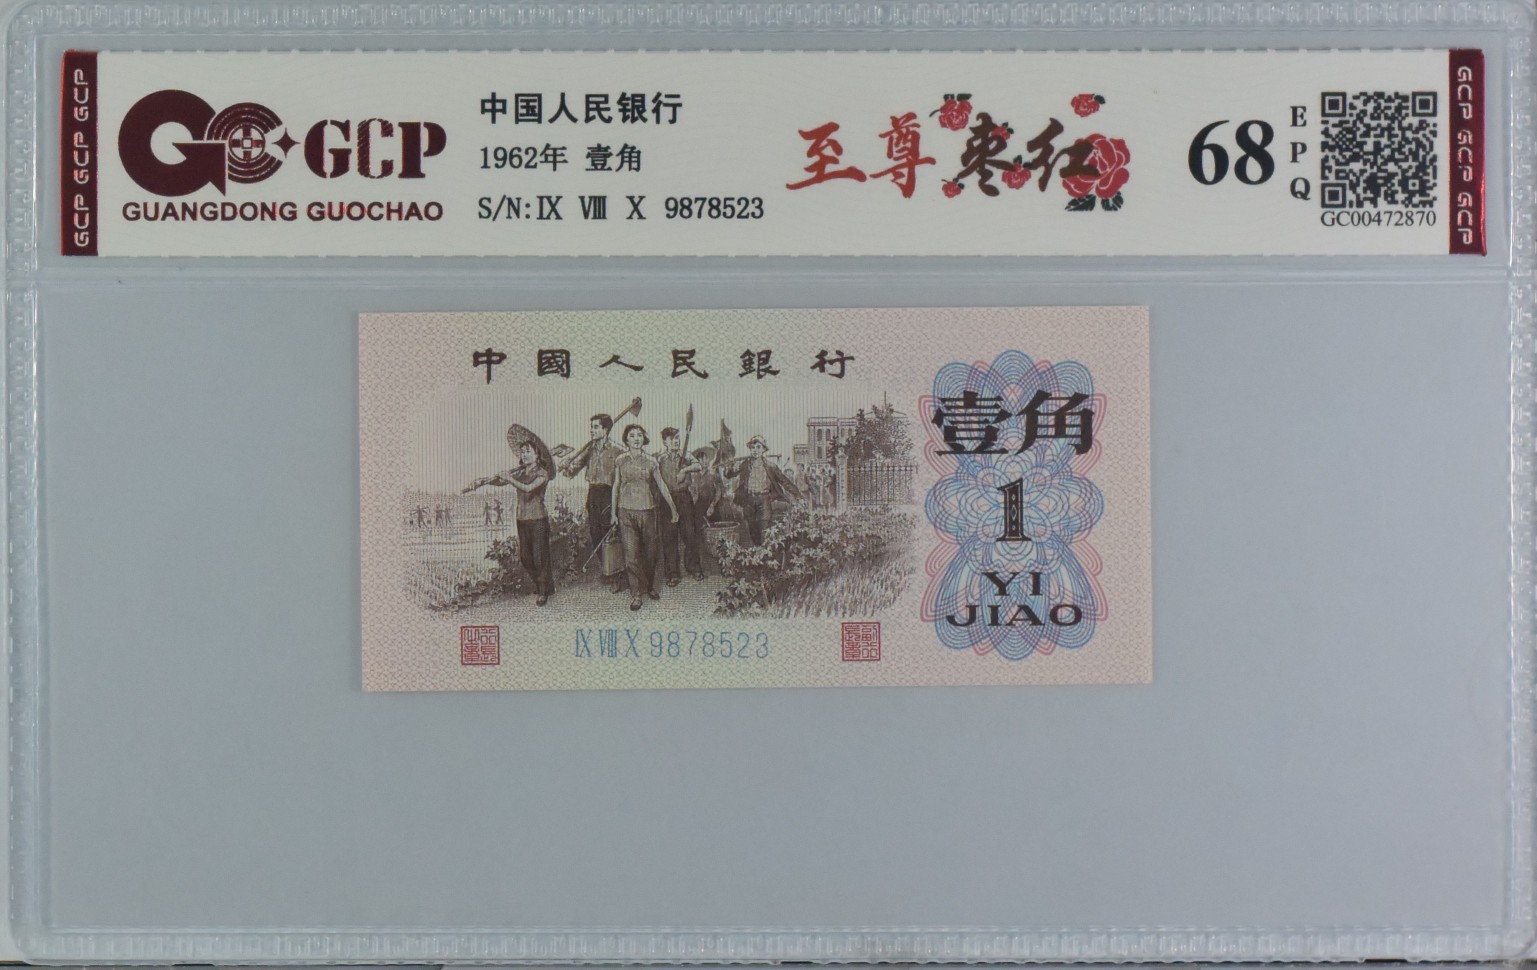 GCP GCP GCP
GCP
GUANGDONG GUOCHAO
中国人民银行
1962年 壹角
S/N:Ⅸ Ⅷ Ⅹ 9878523
至尊枣红
68
EPQ
GC00472870
GCP GCP GCP
中國人民銀行
壹角
1
YI
JIAO
Ⅸ Ⅷ Ⅹ 9878523